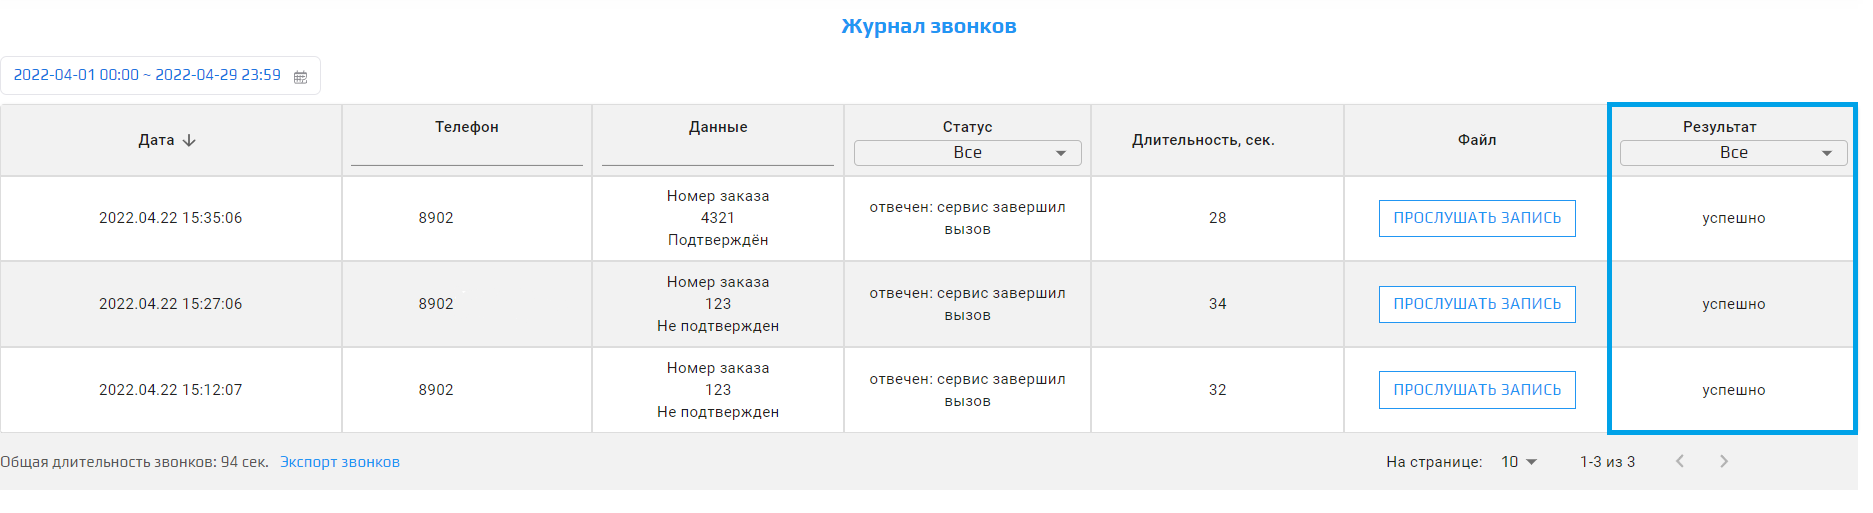 Журнал звонков
2022-04-01 00:00 ~ 2022-04-29 23:59
Дата
Телефон
Данные
Статус
Все
Длительность, сек.
Файл
Результат
Все
2022.04.22 15:35:06
8902
Номер заказа
4321
Подтверждён
отвечен: сервис завершил
вызов
28
ПРОСЛУШАТЬ ЗАПИСЬ
успешно
2022.04.22 15:27:06
8902
Номер заказа
123
Не подтвержден
отвечен: сервис завершил
вызов
34
ПРОСЛУШАТЬ ЗАПИСЬ
успешно
2022.04.22 15:12:07
8902
Номер заказа
123
Не подтвержден
отвечен: сервис завершил
вызов
32
ПРОСЛУШАТЬ ЗАПИСЬ
успешно
Общая длительность звонков: 94 сек. Экспорт звонков
На странице: 10 1-3 из 3